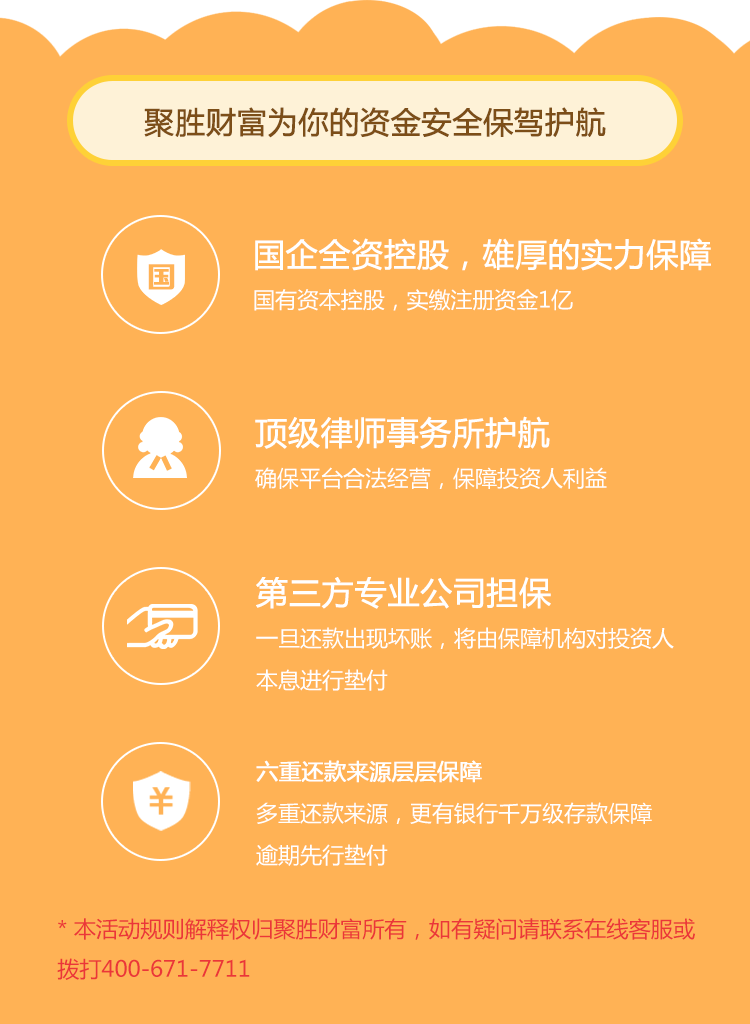 聚胜财富为你的资金安全保驾护航
国
国企全资控股，雄厚的实力保障
国有资本控股，实缴注册资金1亿
顶级律师事务所护航
确保平台合法经营，保障投资人利益
第三方专业公司担保
一旦还款出现坏账，将由保障机构对投资人
本息进行垫付
¥
六重还款来源层层保障
多重还款来源，更有银行千万级存款保障
逾期先行垫付
* 本活动规则解释权归聚胜财富所有，如有疑问请联系在线客服或
拨打400-671-7711